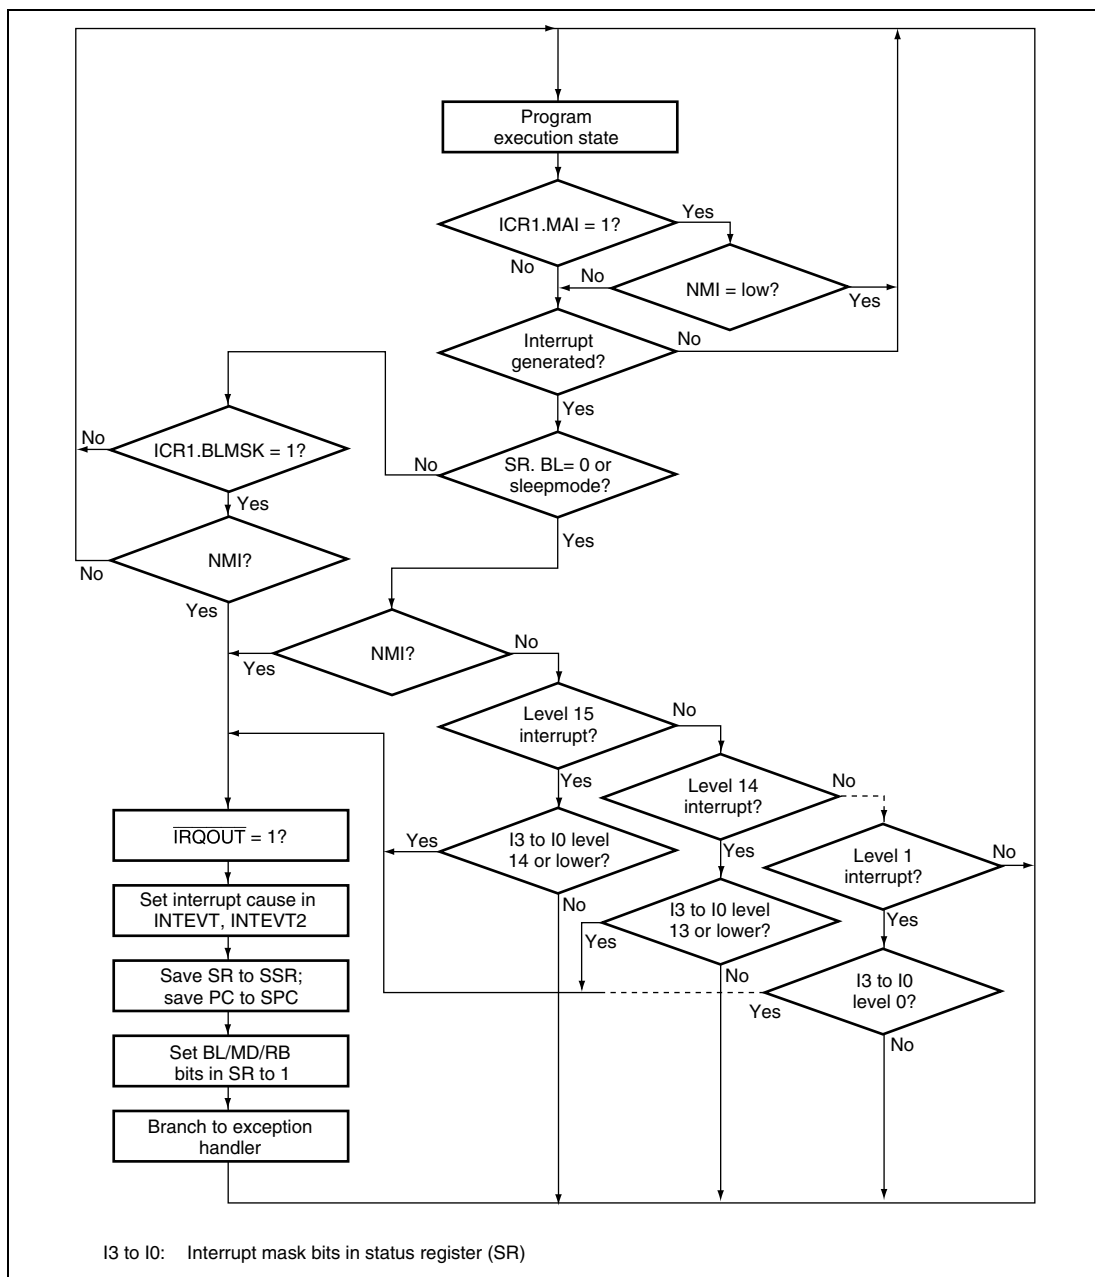 Program
execution state
ICR1.MAI = 1?
Yes
No
NMI = low?
No
Yes
Interrupt
generated?
No
Yes
ICR1.BLMSK = 1?
No
Yes
SR. BL= 0 or
sleepmode?
No
Yes
NMI?
No
Yes
NMI?
Yes
No
Level 15
interrupt?
No
Yes
Level 14
interrupt?
No
Yes
Level 1
interrupt?
No
Yes
IRQOUT = 1?
I3 to I0 level
14 or lower?
Yes
No
I3 to I0 level
13 or lower?
Yes
No
I3 to I0
level 0?
Yes
No
Set interrupt cause in
INTEVT, INTEVT2
Save SR to SSR;
save PC to SPC
Set BL/MD/RB
bits in SR to 1
Branch to exception
handler
I3 to I0: Interrupt mask bits in status register (SR)